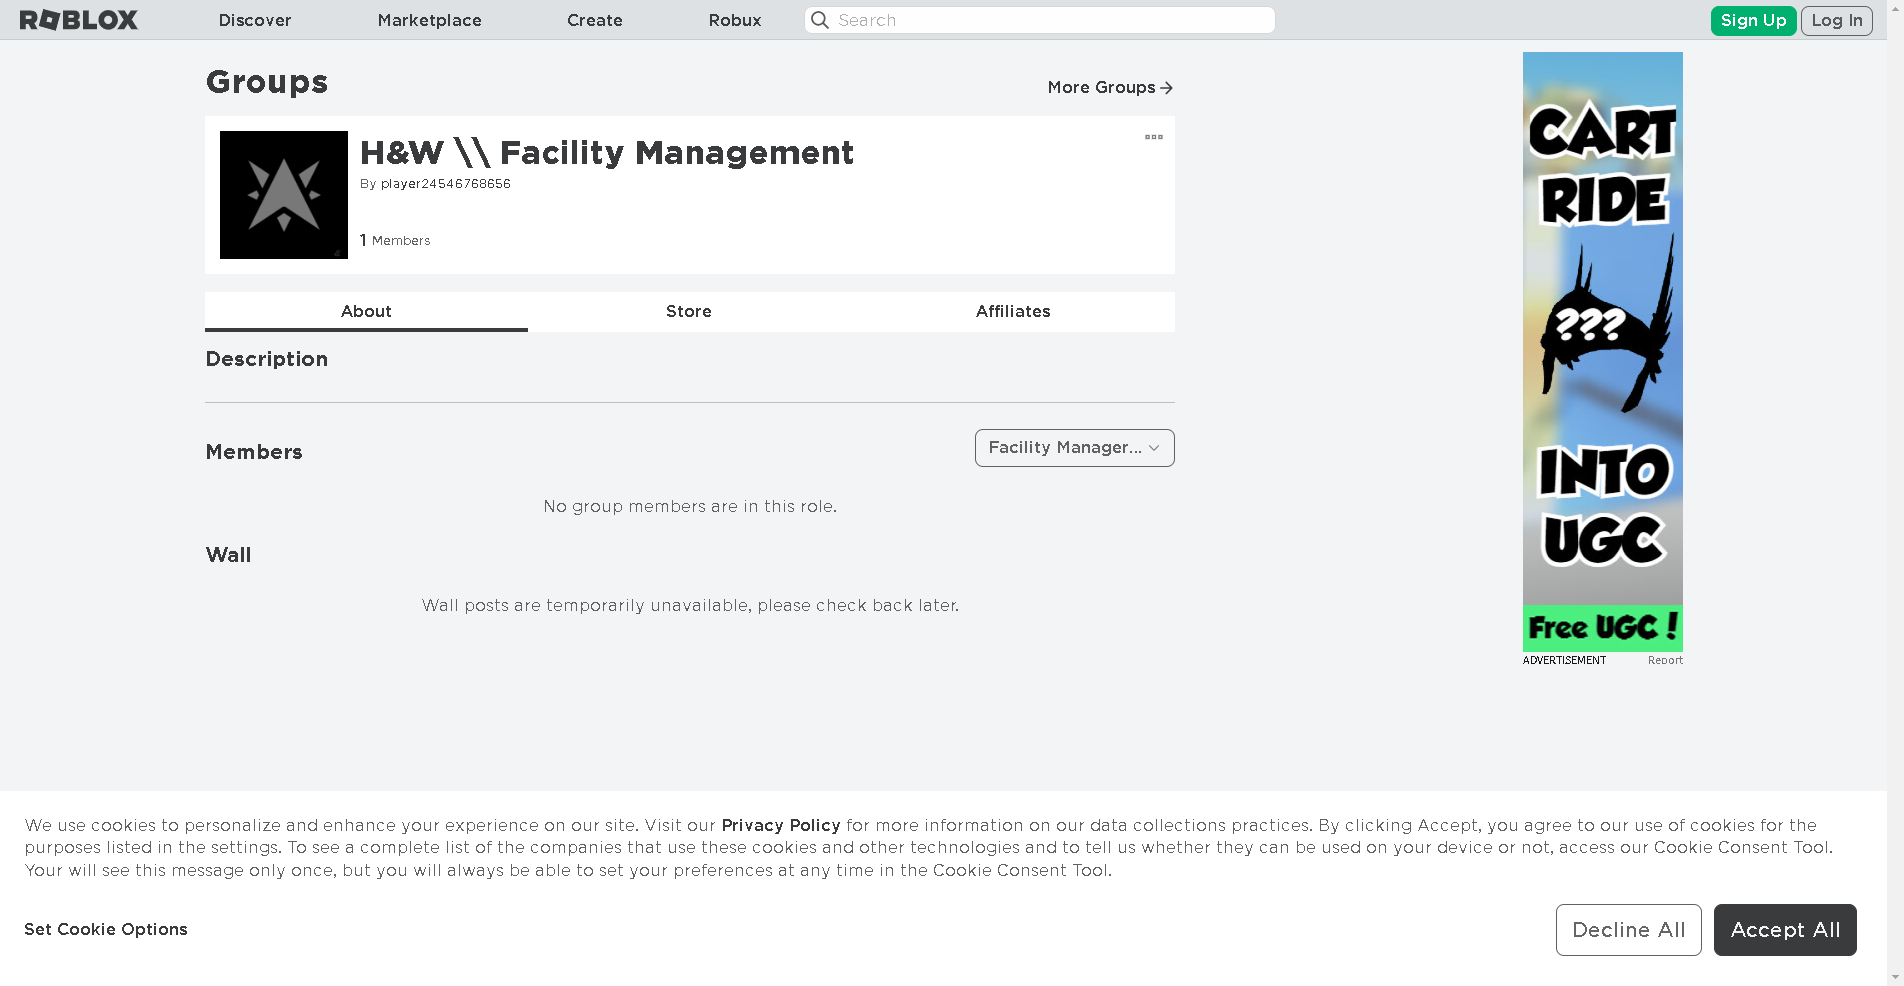 ROBLOX
Discover
Marketplace
Create
Robux
Search
Sign Up
Log In
Groups
More Groups
H&W \\ Facility Management
By player24546768656
1 Members
About
Store
Affiliates
Description
Members
Facility Manager...
No group members are in this role.
Wall
Wall posts are temporarily unavailable, please check back later.
CART
RIDE
???
INTO
UGC
Free UGC !
ADVERTISEMENT
Report
We use cookies to personalize and enhance your experience on our site. Visit our Privacy Policy for more information on our data collections practices. By clicking Accept, you agree to our use of cookies for the
purposes listed in the settings. To see a complete list of the companies that use these cookies and other technologies and to tell us whether they can be used on your device or not, access our Cookie Consent Tool.
Your will see this message only once, but you will always be able to set your preferences at any time in the Cookie Consent Tool.
Set Cookie Options
Decline All
Accept All